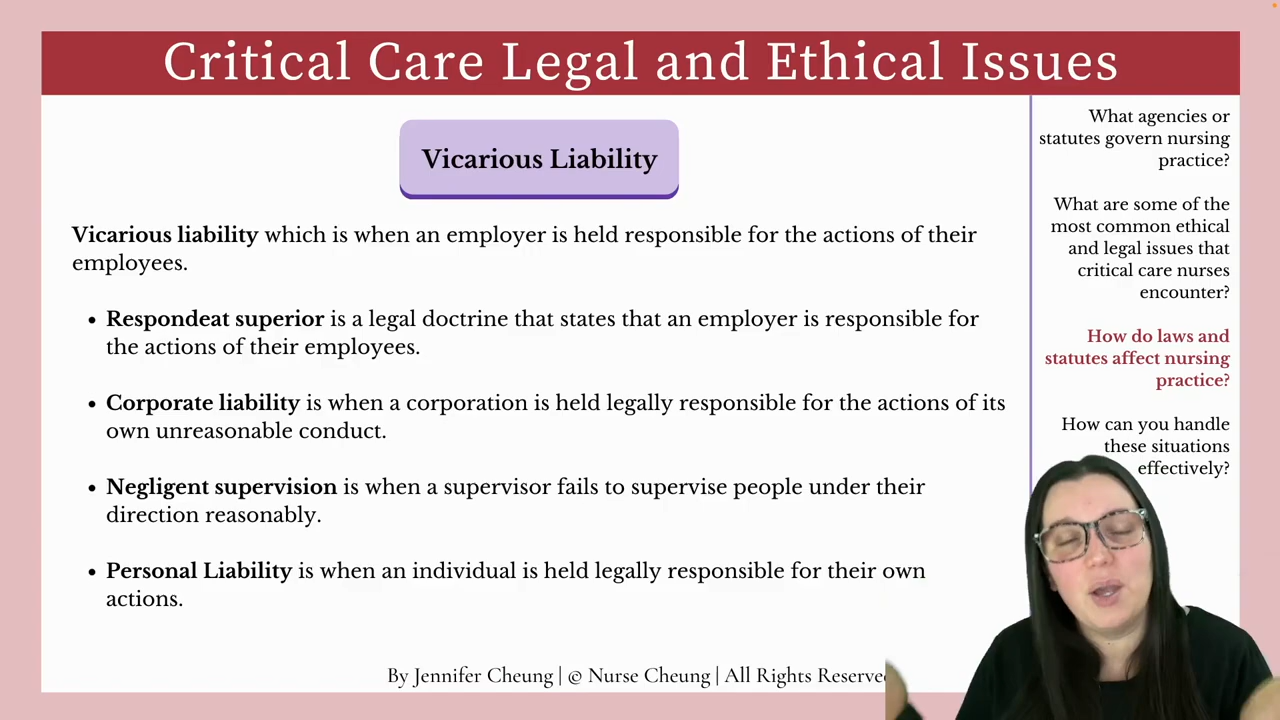 Critical Care Legal and Ethical Issues
Vicarious Liability
Vicarious liability which is when an employer is held responsible for the actions of their
employees.
• Respondeat superior is a legal doctrine that states that an employer is responsible for
the actions of their employees.
• Corporate liability is when a corporation is held legally responsible for the actions of its
own unreasonable conduct.
• Negligent supervision is when a supervisor fails to supervise people under their
direction reasonably.
• Personal Liability is when an individual is held legally responsible for their own
actions.
What agencies or
statutes govern nursing
practice?
What are some of the
most common ethical
and legal issues that
critical care nurses
encounter?
How do laws and
statutes affect nursing
practice?
How can you handle
these situations
effectively?
By Jennifer Cheung | © Nurse Cheung | All Rights Reserve